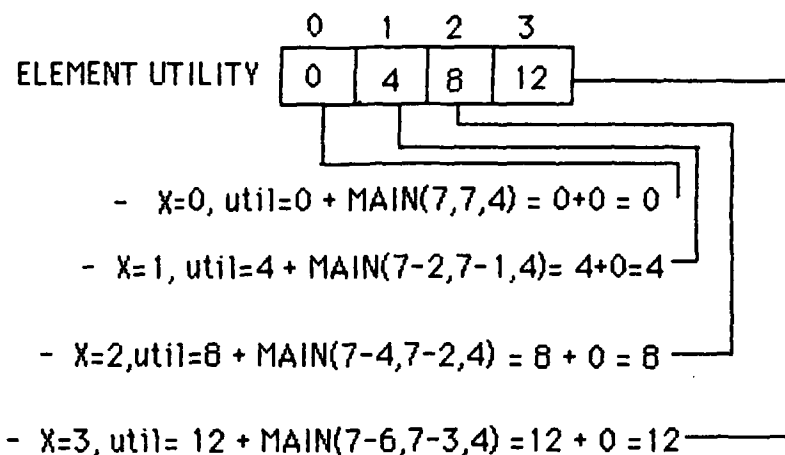 0 1 2 3
ELEMENT UTILITY 0 4 8 12
- X=0, util=0 + MAIN(7,7,4) = 0+0 = 0
- X=1, util=4 + MAIN(7-2,7-1,4)= 4+0=4
- X=2,util=8 + MAIN(7-4,7-2,4) = 8 + 0 = 8
- X=3, util= 12 + MAIN(7-6,7-3,4) =12 + 0 =12